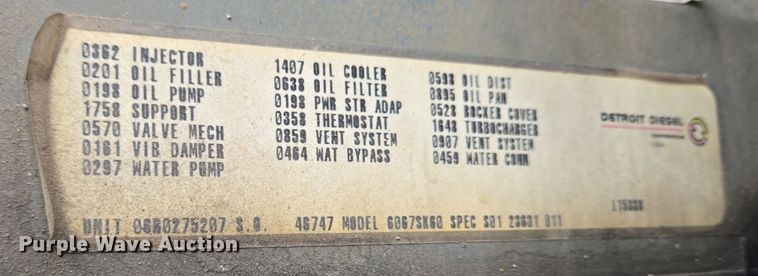 0362 INJECTOR
0201 OIL FILLER
0198 OIL PUMP
1758 SUPPORT
0570 VALVE MECH
0161 VIB DAMPER
0297 WATER PUMP
1407 OIL COOLER
0638 OIL FILTER
0198 PWR STR ADAP
0358 THERMOSTAT
0859 VENT SYSTEM
0464 WAT BYPASS
0598 OIL DIST
0895 OIL PAN
0528 ROCKER COVER
1648 TURBOCHARGER
0907 VENT SYSTEM
0459 WATER CONN
DETROIT DIESEL
CORPORATION
USA
UNIT 06R0275207 S.O. 46747 MODEL 6067SK60 SPEC S01 23631 011
Purple Wave Auction